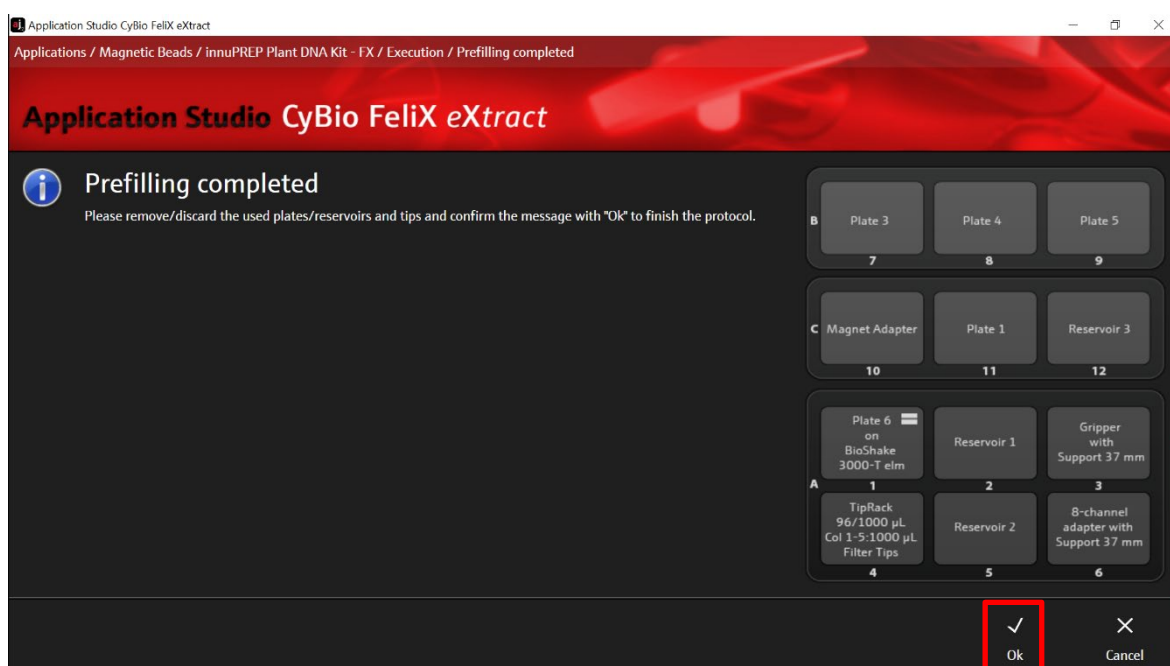 Application Studio CyBio FeliX eXtract
Applications / Magnetic Beads / innuPREP Plant DNA Kit - FX / Execution / Prefilling completed
Application Studio CyBio FeliX eXtract
Prefilling completed
Please remove/discard the used plates/reservoirs and tips and confirm the message with "Ok" to finish the protocol.
B
Plate 3
Plate 4
Plate 5
7
8
9
C
Magnet Adapter
Plate 1
Reservoir 3
10
11
12
A
Plate 6
on
BioShake
3000-T elm
Reservoir 1
Gripper
with
Support 37 mm
1
2
3
TipRack
96/1000 µL
Col 1-5:1000 µL
Filter Tips
Reservoir 2
8-channel
adapter with
Support 37 mm
4
5
6
Ok
Cancel